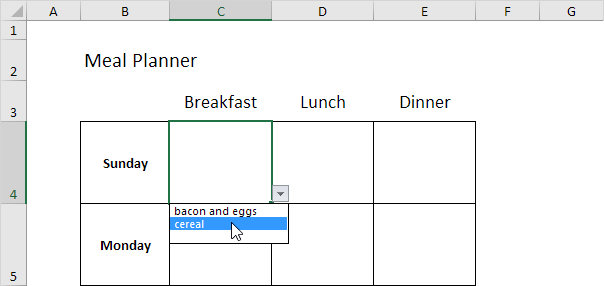 A B C D E F G
1
2 Meal Planner
3 Breakfast Lunch Dinner
4 Sunday
bacon and eggs
cereal
5 Monday